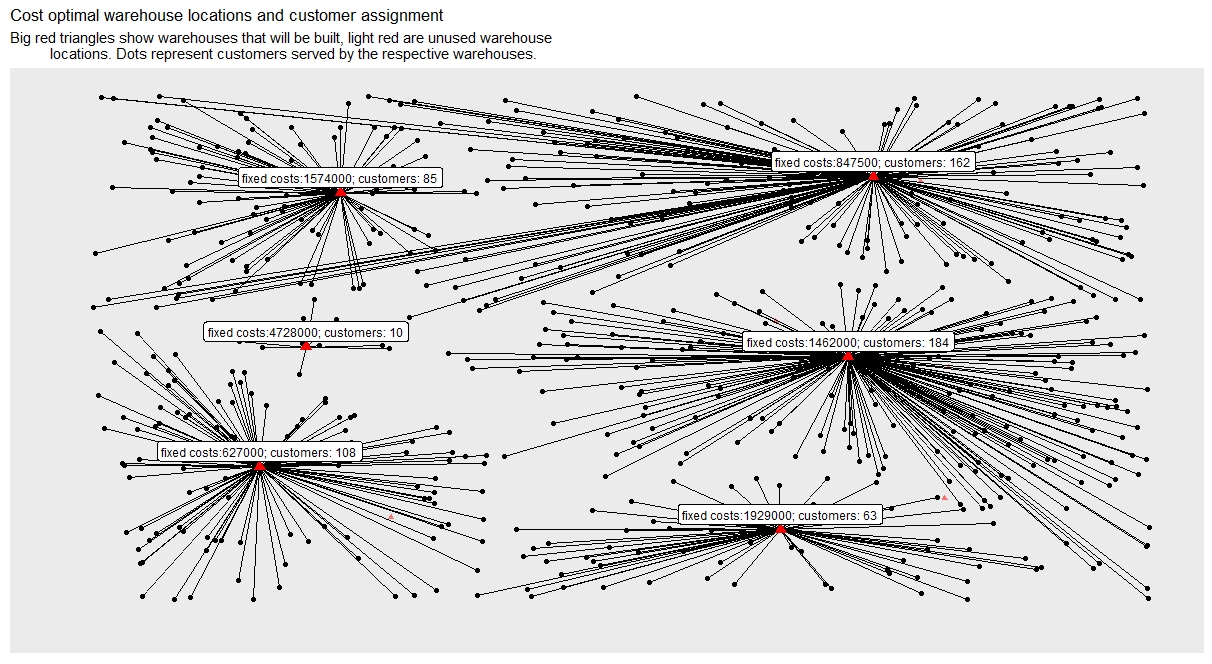 Cost optimal warehouse locations and customer assignment
Big red triangles show warehouses that will be built, light red are unused warehouse
locations. Dots represent customers served by the respective warehouses.
fixed costs:847500; customers: 162
fixed costs:1574000; customers: 85
fixed costs:4728000; customers: 10
fixed costs:1462000; customers: 184
fixed costs:627000; customers: 108
fixed costs:1929000; customers: 63